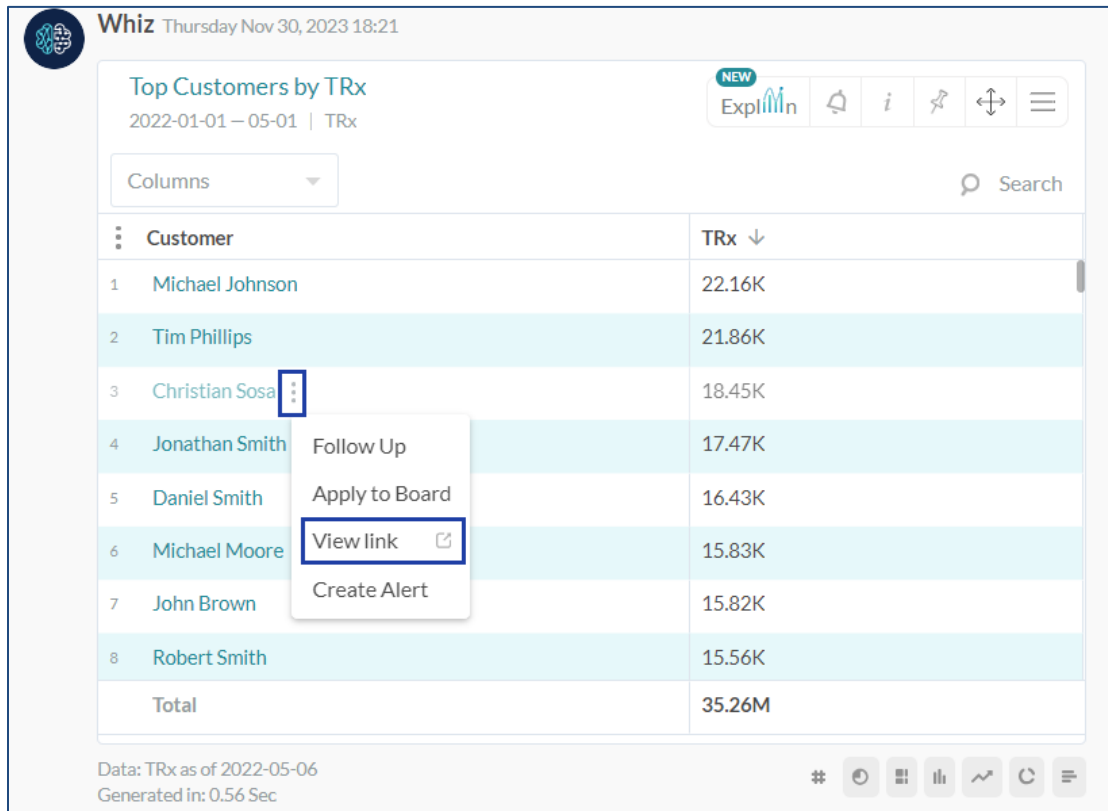 Whiz Thursday Nov 30, 2023 18:21
Top Customers by TRx
NEW
Explain
2022-01-01 — 05-01 | TRx
i
Columns
Search
Customer TRx
1 Michael Johnson 22.16K
2 Tim Phillips 21.86K
3 Christian Sosa 18.45K
4 Jonathan Smith 17.47K
Follow Up
Apply to Board
5 Daniel Smith 16.43K
View link
6 Michael Moore 15.83K
Create Alert
7 John Brown 15.82K
8 Robert Smith 15.56K
Total 35.26M
Data: TRx as of 2022-05-06
#
Generated in: 0.56 Sec